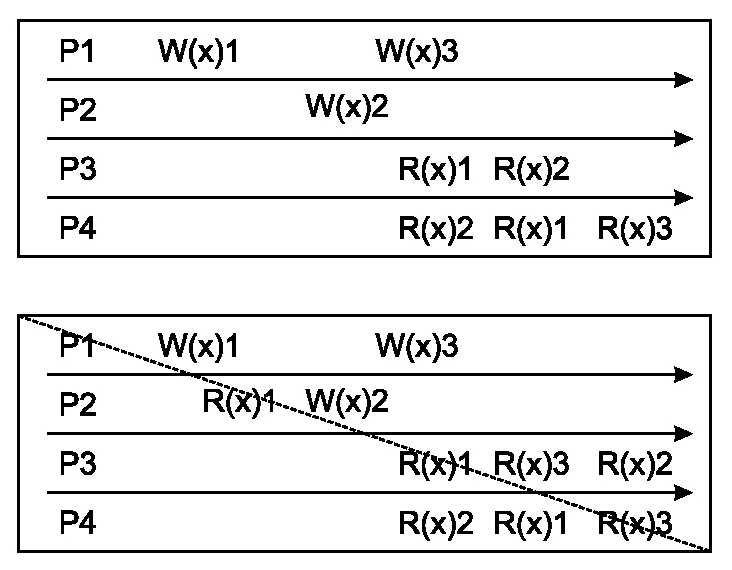 P1 W(x)1 W(x)3
P2 W(x)2
P3 R(x)1 R(x)2
P4 R(x)2 R(x)1 R(x)3
P1 W(x)1 W(x)3
P2 R(x)1 W(x)2
P3 R(x)1 R(x)3 R(x)2
P4 R(x)2 R(x)1 R(x)3